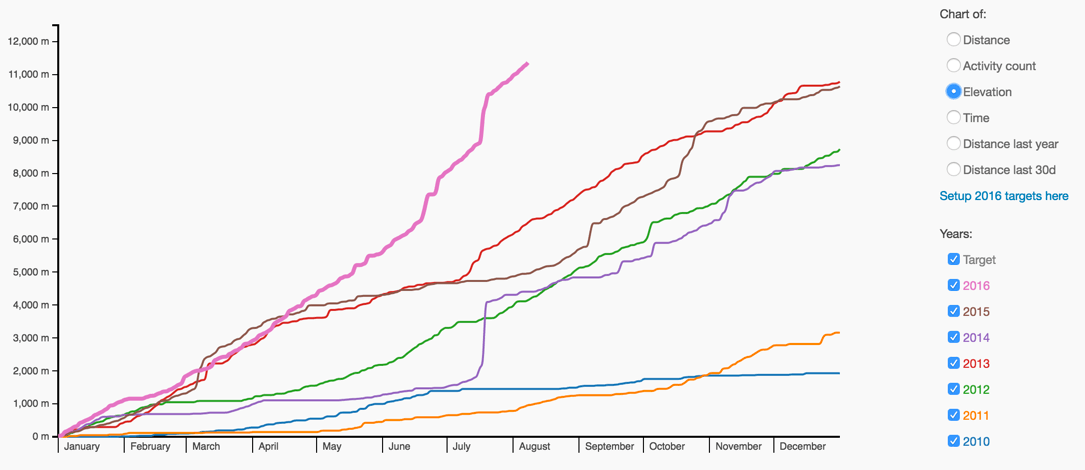 12,000 m
11,000 m
10,000 m
9,000 m
8,000 m
7,000 m
6,000 m
5,000 m
4,000 m
3,000 m
2,000 m
1,000 m
0 m
January February March April May June July August September October November December
Chart of:
Distance
Activity count
Elevation
Time
Distance last year
Distance last 30d
Setup 2016 targets here
Years:
Target
2016
2015
2014
2013
2012
2011
2010